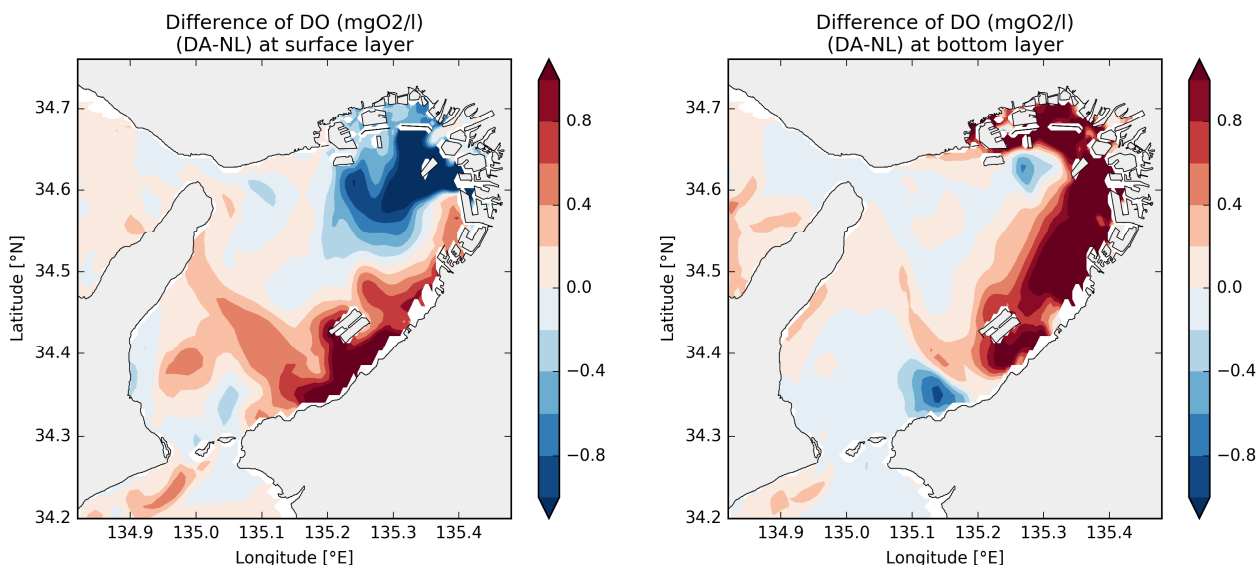 Difference of DO (mgO2/l)
(DA-NL) at surface layer
34.7
34.6
34.5
34.4
34.3
34.2
Latitude [°N]
134.9 135.0 135.1 135.2 135.3 135.4
Longitude [°E]
0.8
0.4
0.0
−0.4
−0.8
Difference of DO (mgO2/l)
(DA-NL) at bottom layer
34.7
34.6
34.5
34.4
34.3
34.2
Latitude [°N]
134.9 135.0 135.1 135.2 135.3 135.4
Longitude [°E]
0.8
0.4
0.0
−0.4
−0.8